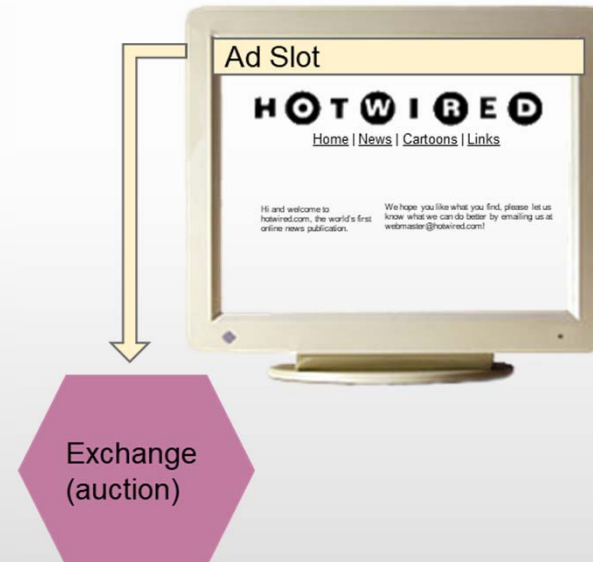 Ad Slot
HOTWIRED
Home | News | Cartoons | Links
Hi and welcome to
hotwired.com, the world's first
online news publication.
We hope you like what you find, please let us
know what we can do better by emailing us at
webmaster@hotwired.com!
Exchange
(auction)